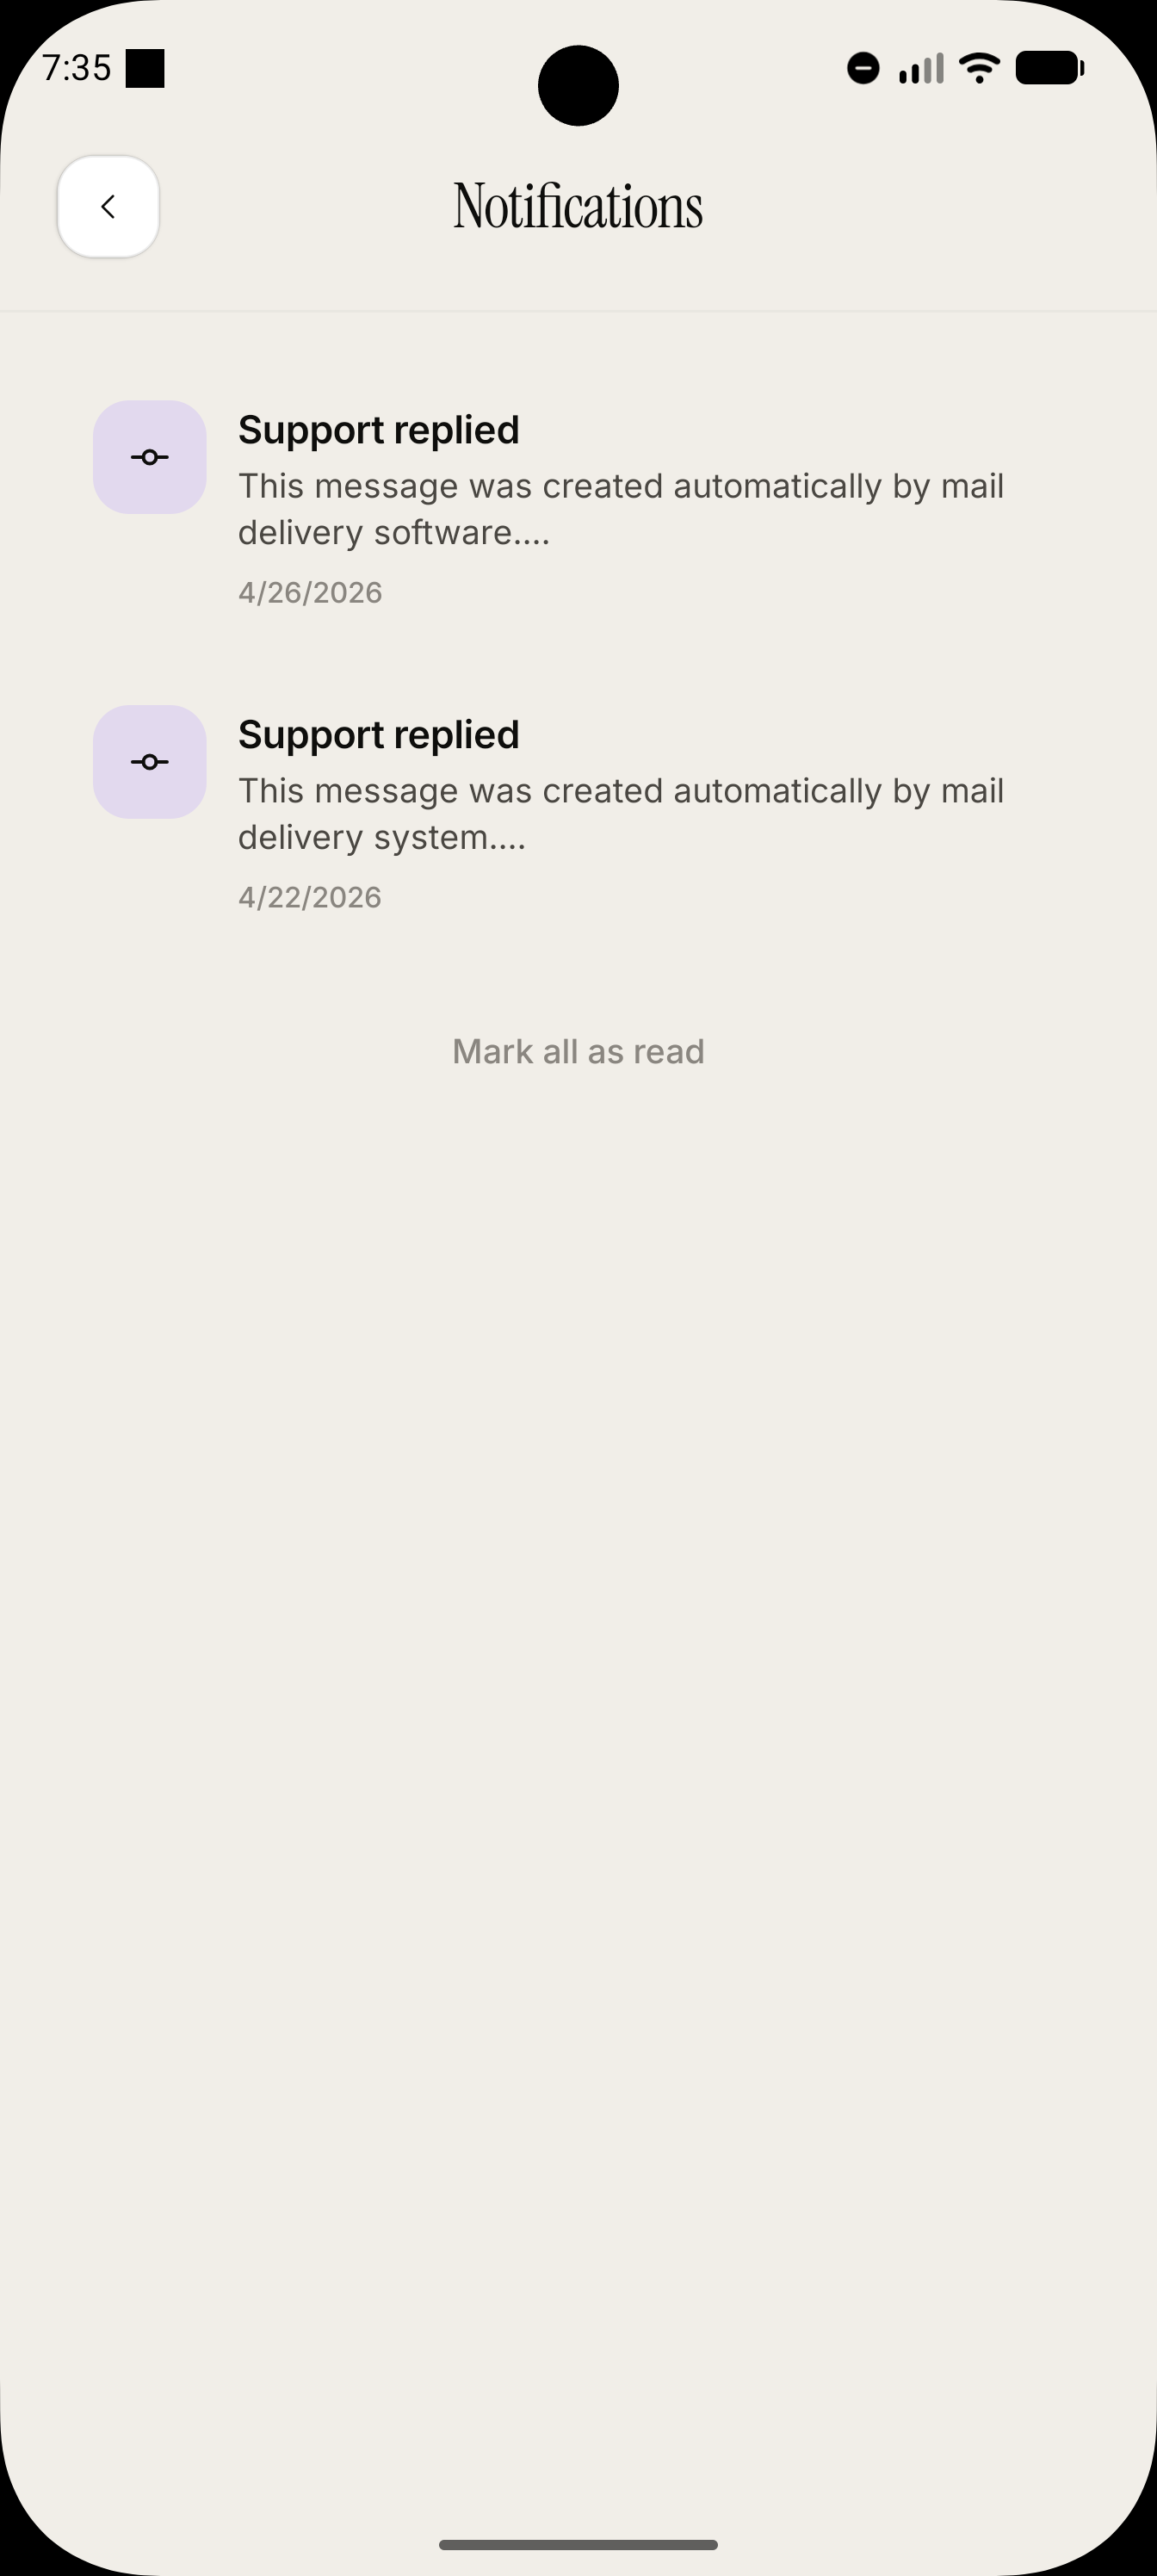 7:35
Notifications
Support replied
This message was created automatically by mail
delivery software....
4/26/2026
Support replied
This message was created automatically by mail
delivery system....
4/22/2026
Mark all as read